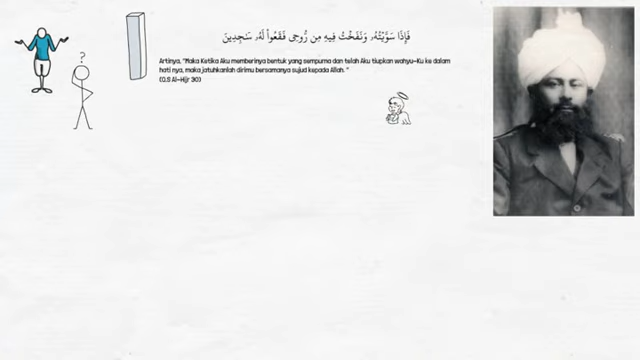 ?
فَإِذَا سَوَّيْتُهُۥ وَنَفَخْتُ فِيهِ مِن رُّوحِى فَقَعُوا۟ لَهُۥ سَـٰجِدِينَ
Artinya, "Maka Ketika Aku memberinya bentuk yang sempurna dan telah Aku tiupkan wahyu-Ku ke dalam
hati nya, maka jatuhkanlah dirimu bersamanya sujud kepada Allah. "
(Q.S Al-Hijr 30)